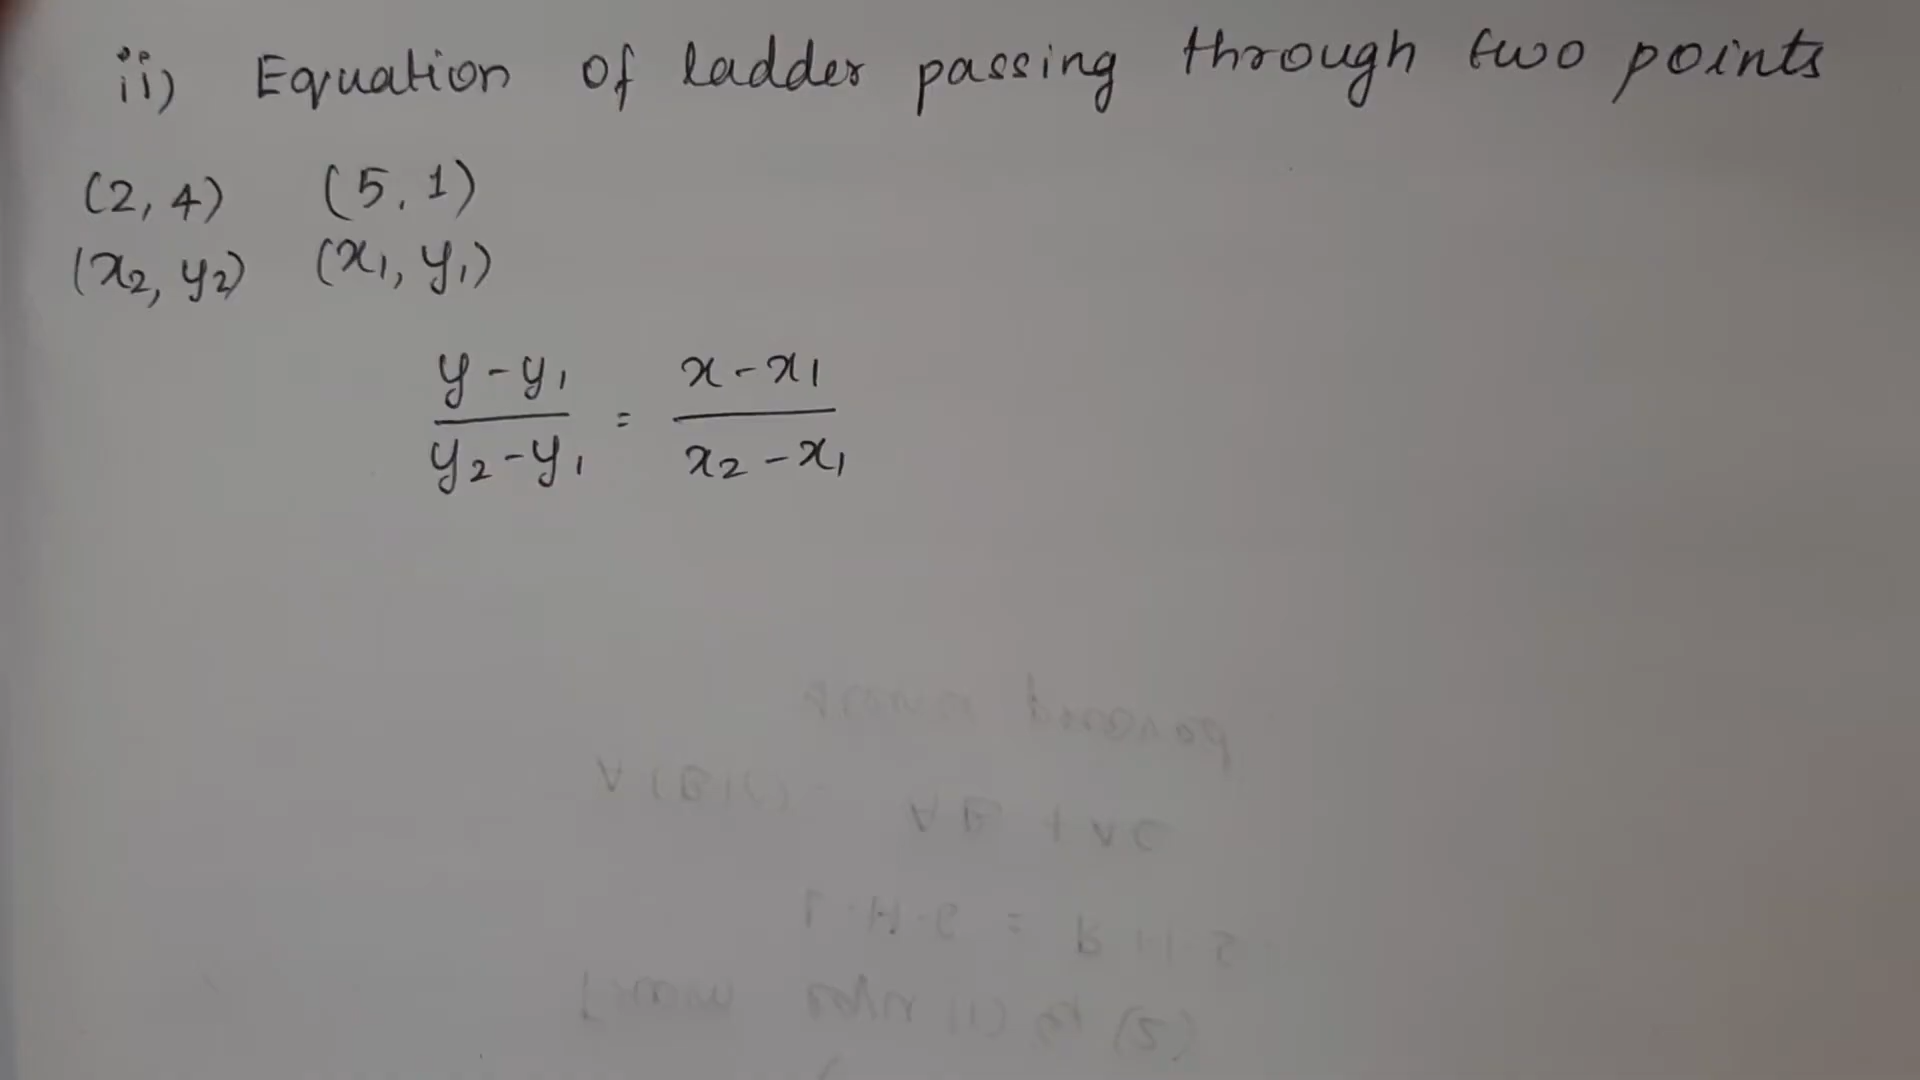 ii) Equation of ladder passing through two points
(2, 4) (5, 1)
(x₂, y₂) (x₁, y₁)
y - y₁ / y₂ - y₁ = x - x₁ / x₂ - x₁